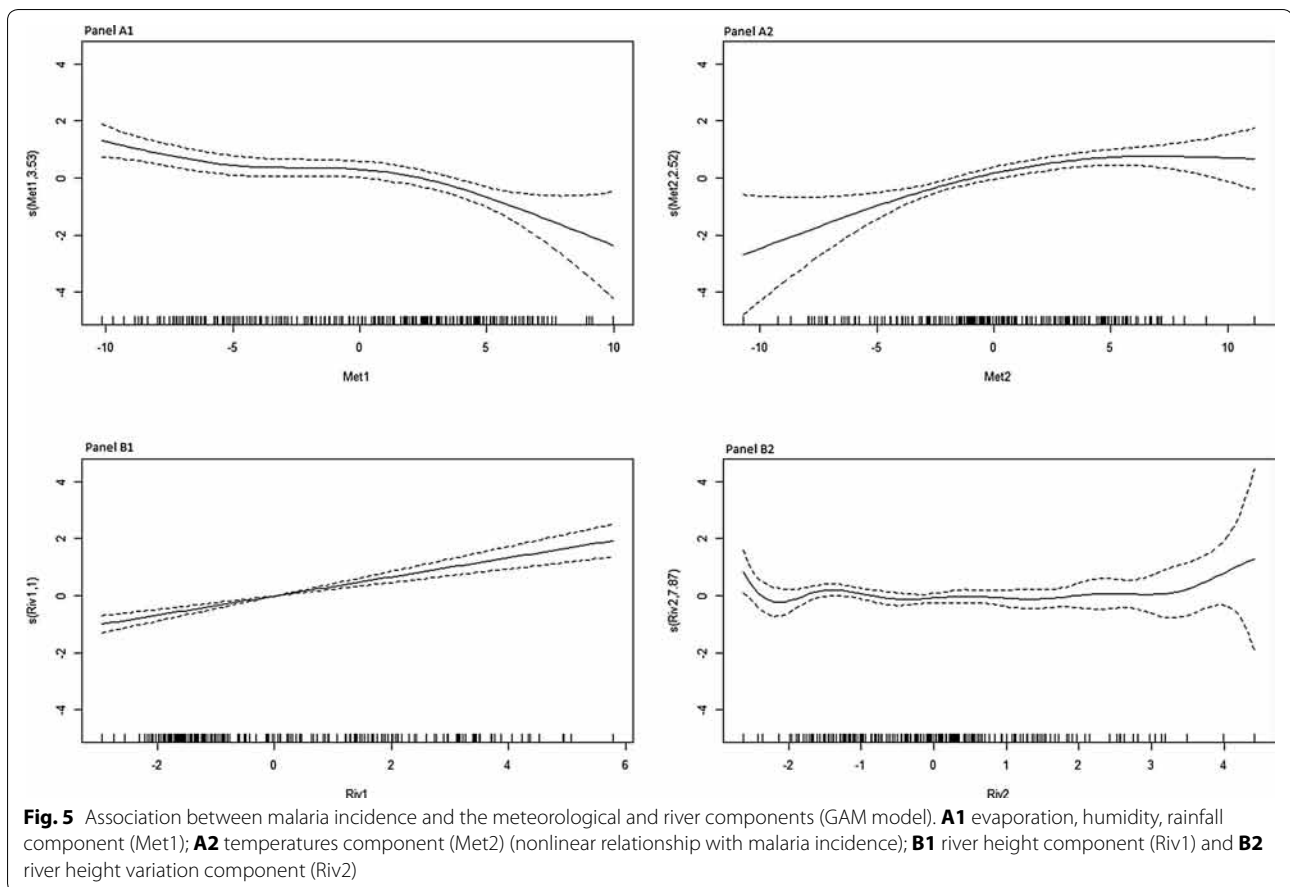 Panel A1
4
2
0
-2
-4
s(Met1,3.53)
-10
-5
0
5
10
Met1
Panel A2
4
2
0
-2
-4
s(Met2,2.52)
-10
-5
0
5
10
Met2
Panel B1
4
2
0
-2
-4
s(Riv1,1)
-2
0
2
4
6
Riv1
Panel B2
4
2
0
-2
-4
s(Riv2,7.87)
-2
-1
0
1
2
3
4
Riv2
Fig. 5 Association between malaria incidence and the meteorological and river components (GAM model). A1 evaporation, humidity, rainfall
component (Met1); A2 temperatures component (Met2) (nonlinear relationship with malaria incidence); B1 river height component (Riv1) and B2
river height variation component (Riv2)